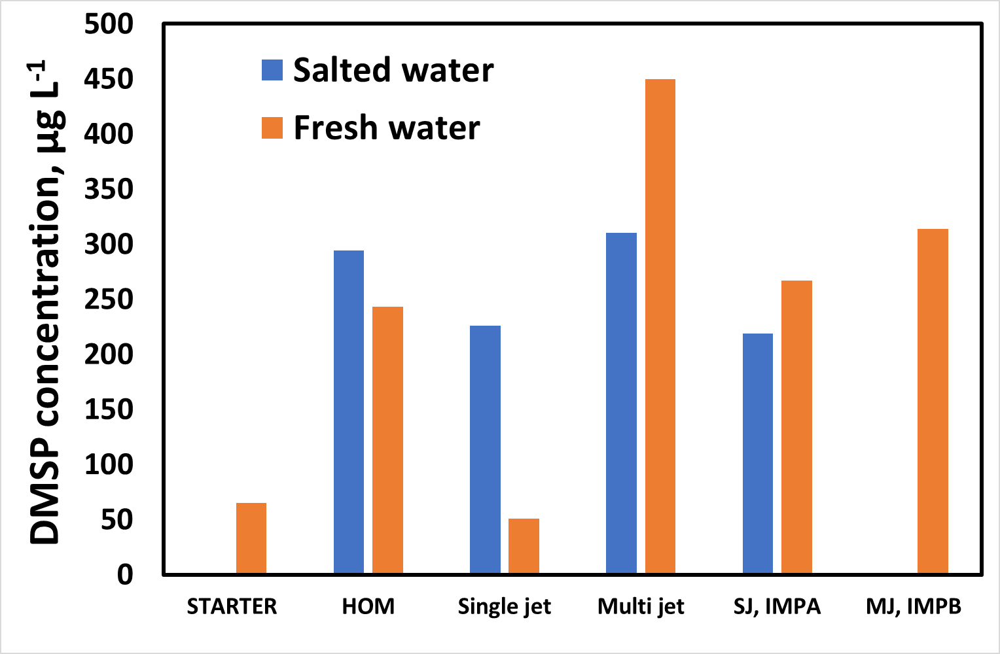 DMSP concentration, µg L-1
500
450
400
350
300
250
200
150
100
50
0
Salted water
Fresh water
STARTER
HOM
Single jet
Multi jet
SJ, IMPA
MJ, IMPB